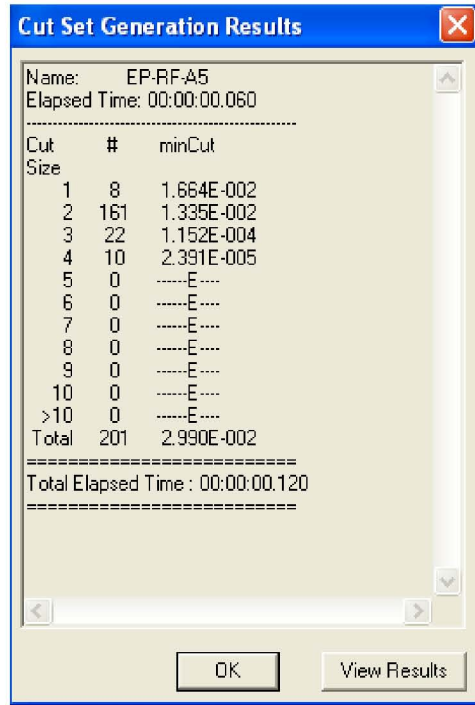 Cut Set Generation Results
Name: EP-RF-A5
Elapsed Time: 00:00:00.060
------------------------------------------------
Cut # minCut
Size
1 8 1.664E-002
2 161 1.335E-002
3 22 1.152E-004
4 10 2.391E-005
5 0 ------E----
6 0 ------E----
7 0 ------E----
8 0 ------E----
9 0 ------E----
10 0 ------E----
>10 0 ------E----
Total 201 2.990E-002
==========================
Total Elapsed Time : 00:00:00.120
==========================
OK View Results